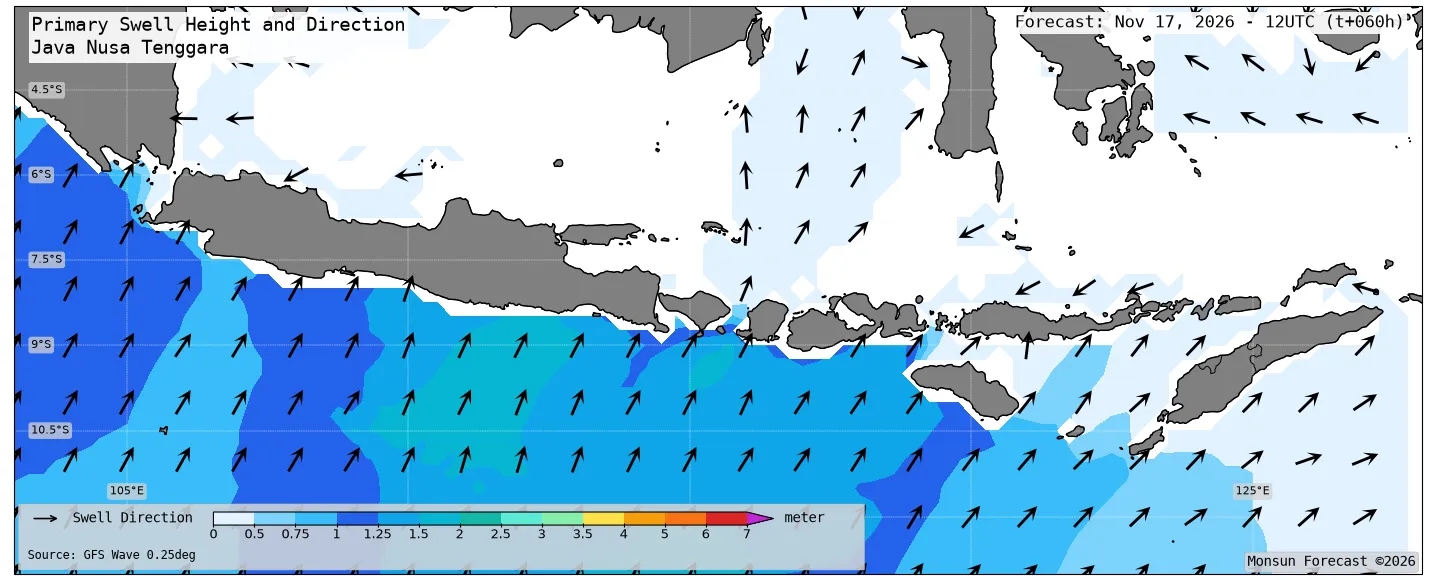 Primary Swell Height and Direction
Java Nusa Tenggara
Forecast: Nov 17, 2026 - 12UTC (t+060h)
4.5°S
6°S
7.5°S
9°S
10.5°S
105°E
125°E
Swell Direction
0 0.5 0.75 1 1.25 1.5 2 2.5 3 3.5 4 5 6 7
meter
Source: GFS Wave 0.25deg
Monsun Forecast ©2026